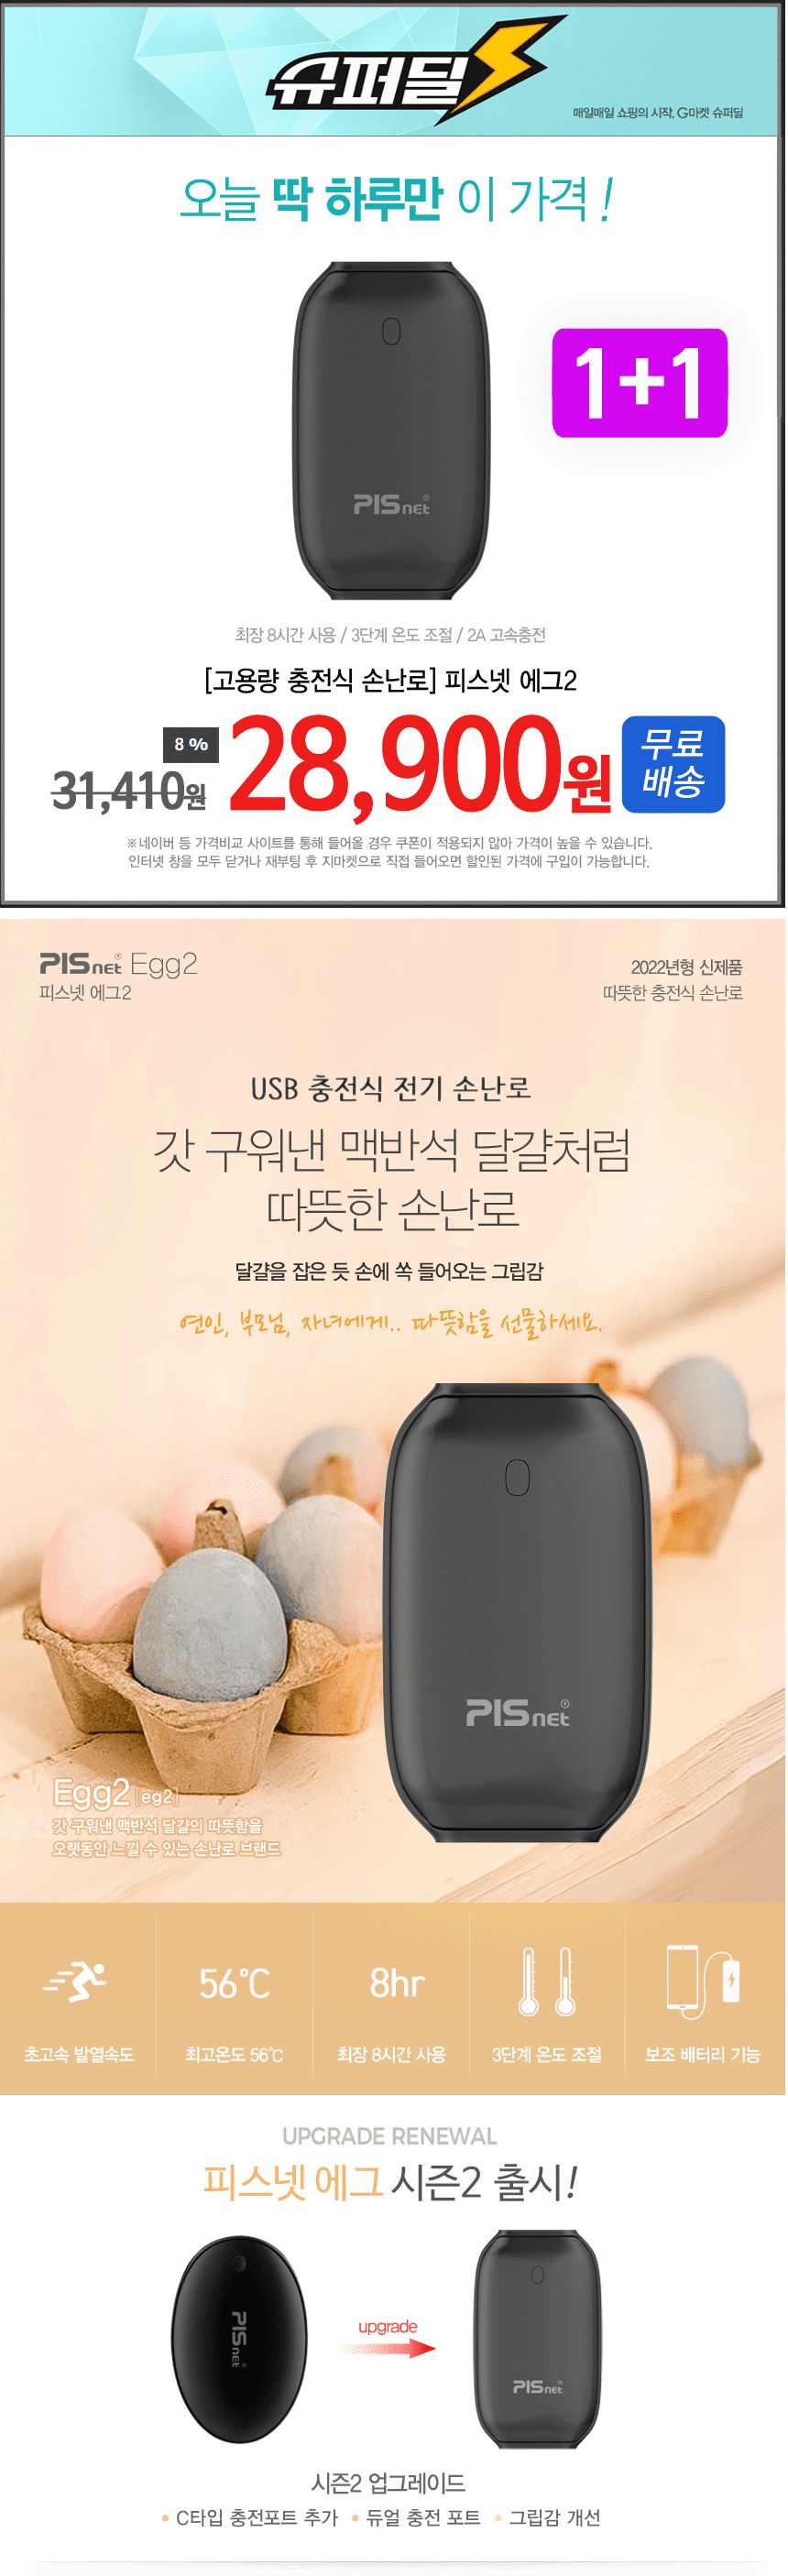 슈퍼딜
매일매일 쇼핑의 시작, G마켓 슈퍼딜
오늘 딱 하루만 이 가격!
1+1
PISnet
최장 8시간 사용 / 3단계 온도 조절 / 2A 고속충전
[고용량 충전식 손난로] 피스넷 에그2
8 %
31,410원
28,900원
무료
배송
※네이버 등 가격비교 사이트를 통해 들어올 경우 쿠폰이 적용되지 않아 가격이 높을 수 있습니다.
인터넷 창을 모두 닫거나 재부팅 후 지마켓으로 직접 들어오면 할인된 가격에 구입이 가능합니다.
PISnet® Egg2
피스넷 에그2
2022년형 신제품
따뜻한 충전식 손난로
USB 충전식 전기 손난로
갓 구워낸 맥반석 달걀처럼
따뜻한 손난로
달걀을 잡은 듯 손에 쏙 들어오는 그립감
연인, 부모님, 자녀에게.. 따뜻함을 선물하세요.
PISnet®
Egg2 [eg2]
갓 구워낸 맥반석 달걀의 따뜻함을
오랫동안 느낄 수 있는 손난로 브랜드
56℃
8hr
초고속 발열속도
최고온도 56℃
최장 8시간 사용
3단계 온도 조절
보조 배터리 기능
UPGRADE RENEWAL
피스넷 에그 시즌2 출시!
PISnet
upgrade
PISnet
시즌2 업그레이드
• C타입 충전포트 추가 • 듀얼 충전 포트 • 그립감 개선